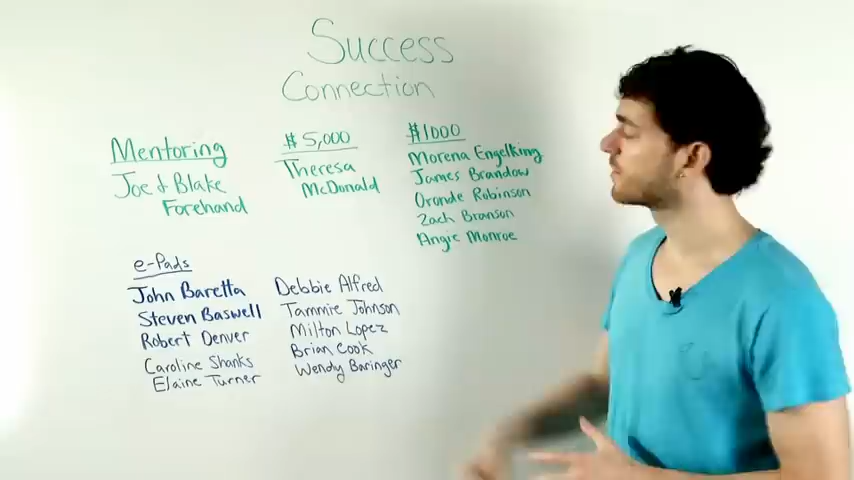 Success
Connection
Mentoring
Joe & Blake
Forehand
$5,000
Theresa
McDonald
$1000
Morena Engelking
James Brandow
Oronde Robinson
Zach Branson
Angie Monroe
e-Pads
John Baretta
Steven Baswell
Robert Denver
Caroline Shanks
Elaine Turner
Debbie Alfred
Tammie Johnson
Milton Lopez
Brian Cook
Wendy Baringer